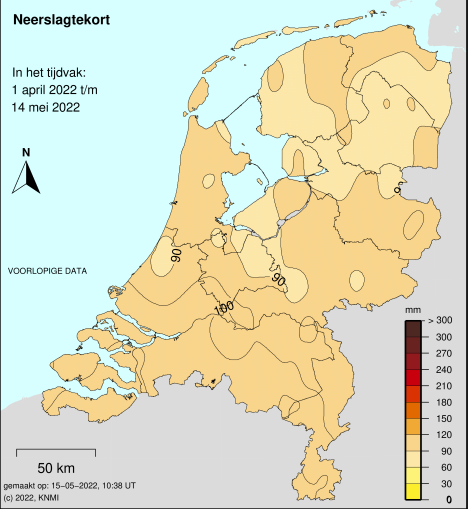 Neerslagtekort
In het tijdvak:
1 april 2022 t/m
14 mei 2022
N
90
VOORLOPIGE DATA
90
100
mm
> 300
300
270
240
210
180
150
120
90
60
30
0
50 km
gemaakt op: 15-05-2022, 10:38 UT
(c) 2022, KNMI